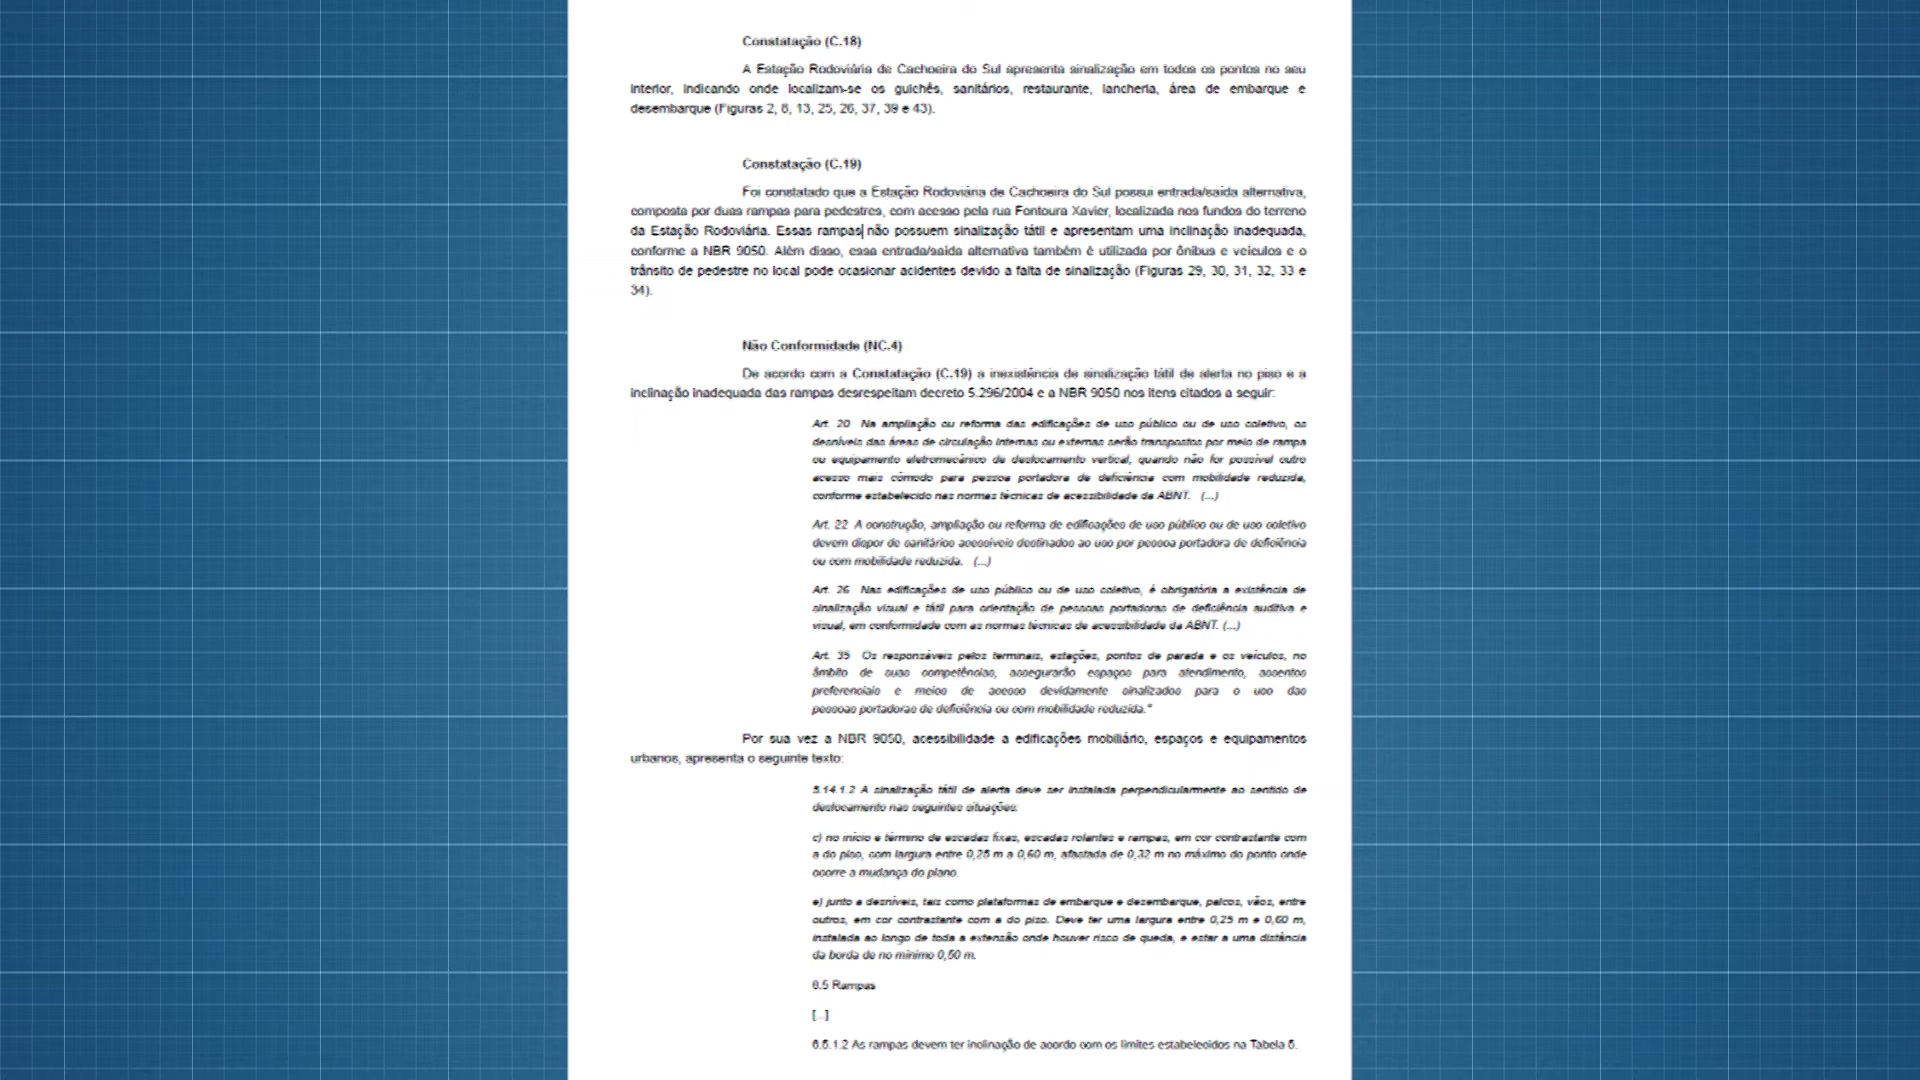 Constatação (C.18)
A Estação Rodoviária de Cachoeira do Sul apresenta sinalização em todos os pontos no seu
interior, indicando onde localizam-se os guichês, sanitários, restaurante, lancheria, área de embarque e
desembarque (Figuras 2, 8, 13, 25, 26, 37, 39 e 43).
Constatação (C.19)
Foi constatado que a Estação Rodoviária de Cachoeira do Sul possui entrada/saída alternativa,
composta por duas rampas para pedestres, com acesso pela rua Fontoura Xavier, localizada nos fundos do terreno
da Estação Rodoviária. Essas rampas não possuem sinalização tátil e apresentam uma inclinação inadequada,
conforme a NBR 9050. Além disso, essa entrada/saída alternativa também é utilizada por ônibus e veículos e o
trânsito de pedestre no local pode ocasionar acidentes devido a falta de sinalização (Figuras 29, 30, 31, 32, 33 e
34).
Não Conformidade (NC.4)
De acordo com a Constatação (C.19) a inexistência de sinalização tátil de alerta no piso e a
inclinação inadequada das rampas desrespeitam decreto 5.296/2004 e a NBR 9050 nos itens citados a seguir:
Art. 20 Na ampliação ou reforma das edificações de uso público ou de uso coletivo, os
desníveis das áreas de circulação internas ou externas serão transpostos por meio de rampa
ou equipamento eletromecânico de deslocamento vertical, quando não for possível outro
acesso mais cômodo para pessoa portadora de deficiência com mobilidade reduzida,
conforme estabelecido nas normas técnicas de acessibilidade da ABNT. (...)
Art. 22 A construção, ampliação ou reforma de edificações de uso público ou de uso coletivo
devem dispor de sanitários acessíveis destinados ao uso por pessoa portadora de deficiência
ou com mobilidade reduzida. (...)
Art. 26 Nas edificações de uso público ou de uso coletivo, é obrigatória a existência de
sinalização visual e tátil para orientação de pessoas portadoras de deficiência auditiva e
visual, em conformidade com as normas técnicas de acessibilidade da ABNT. (...)
Art. 35 Os responsáveis pelos terminais, estações, pontos de parada e os veículos, no
âmbito de suas competências, assegurarão espaços para atendimento, assentos
preferenciais e meios de acesso devidamente sinalizados para o uso das
pessoas portadoras de deficiência ou com mobilidade reduzida."
Por sua vez a NBR 9050, acessibilidade a edificações mobiliário, espaços e equipamentos
urbanos, apresenta o seguinte texto:
5.14.1.2 A sinalização tátil de alerta deve ser instalada perpendicularmente ao sentido de
deslocamento nas seguintes situações:
c) no início e término de escadas fixas, escadas rolantes e rampas, em cor contrastante com
a do piso, com largura entre 0,25 m a 0,60 m, afastada de 0,32 m no máximo do ponto onde
ocorre a mudança do plano.
e) junto a desníveis, tais como plataformas de embarque e desembarque, palcos, vãos, entre
outros, em cor contrastante com a do piso. Deve ter uma largura entre 0,25 m e 0,60 m,
instalada ao longo de toda a extensão onde houver risco de queda, e estar a uma distância
da borda de no mínimo 0,50 m.
6.5 Rampas
[...]
6.5.1.2 As rampas devem ter inclinação de acordo com os limites estabelecidos na Tabela 5.